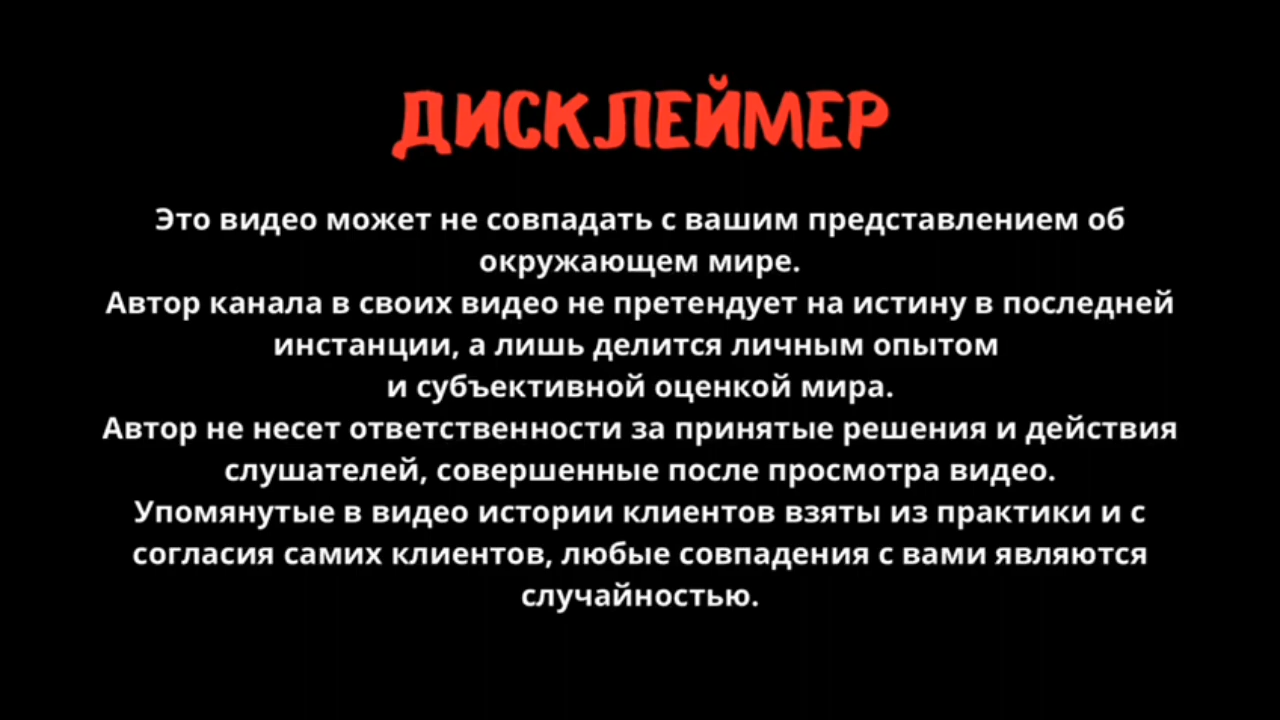 ДИСКЛЕЙМЕР
Это видео может не совпадать с вашим представлением об
окружающем мире.
Автор канала в своих видео не претендует на истину в последней
инстанции, а лишь делится личным опытом
и субъективной оценкой мира.
Автор не несет ответственности за принятые решения и действия
слушателей, совершенные после просмотра видео.
Упомянутые в видео истории клиентов взяты из практики и с
согласия самих клиентов, любые совпадения с вами являются
случайностью.